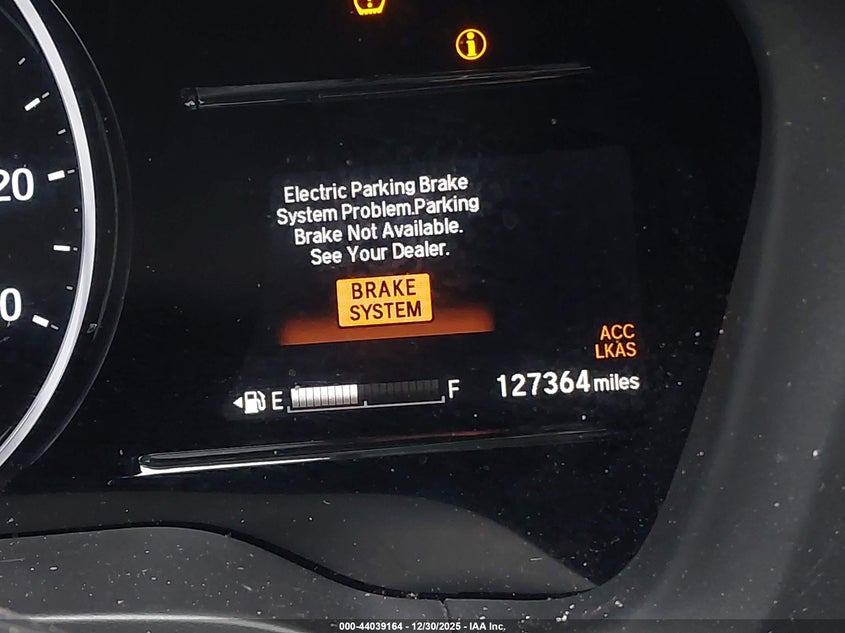 Electric Parking Brake
System Problem.Parking
Brake Not Available.
See Your Dealer.
BRAKE
SYSTEM
20
0
ACC
LKAS
E
F
127364 miles
000-44039164 - 12/30/2025 - IAA Inc.